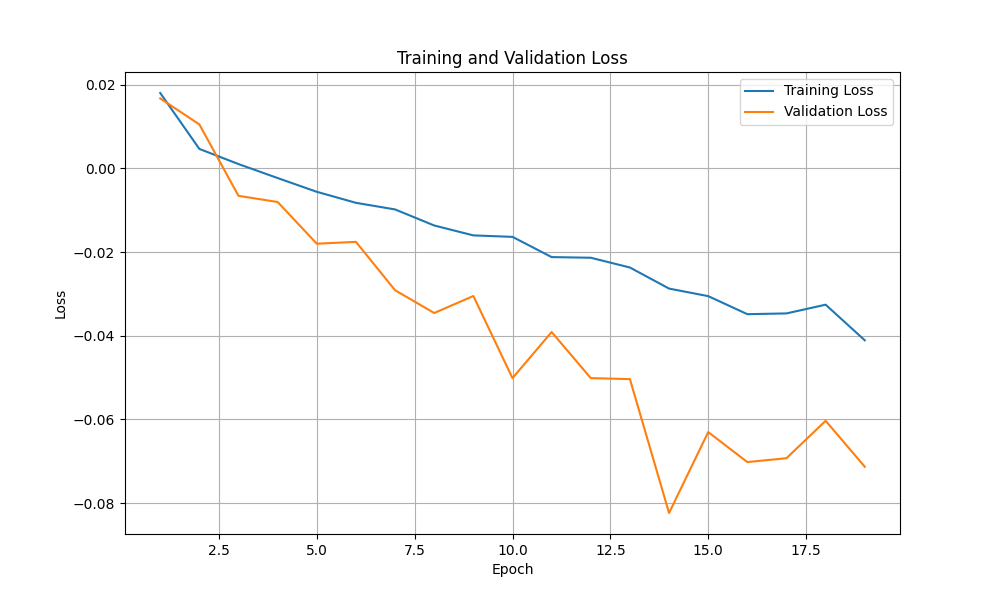 Training and Validation Loss
Training Loss
Validation Loss
0.02
0.00
−0.02
−0.04
−0.06
−0.08
Loss
2.5 5.0 7.5 10.0 12.5 15.0 17.5
Epoch